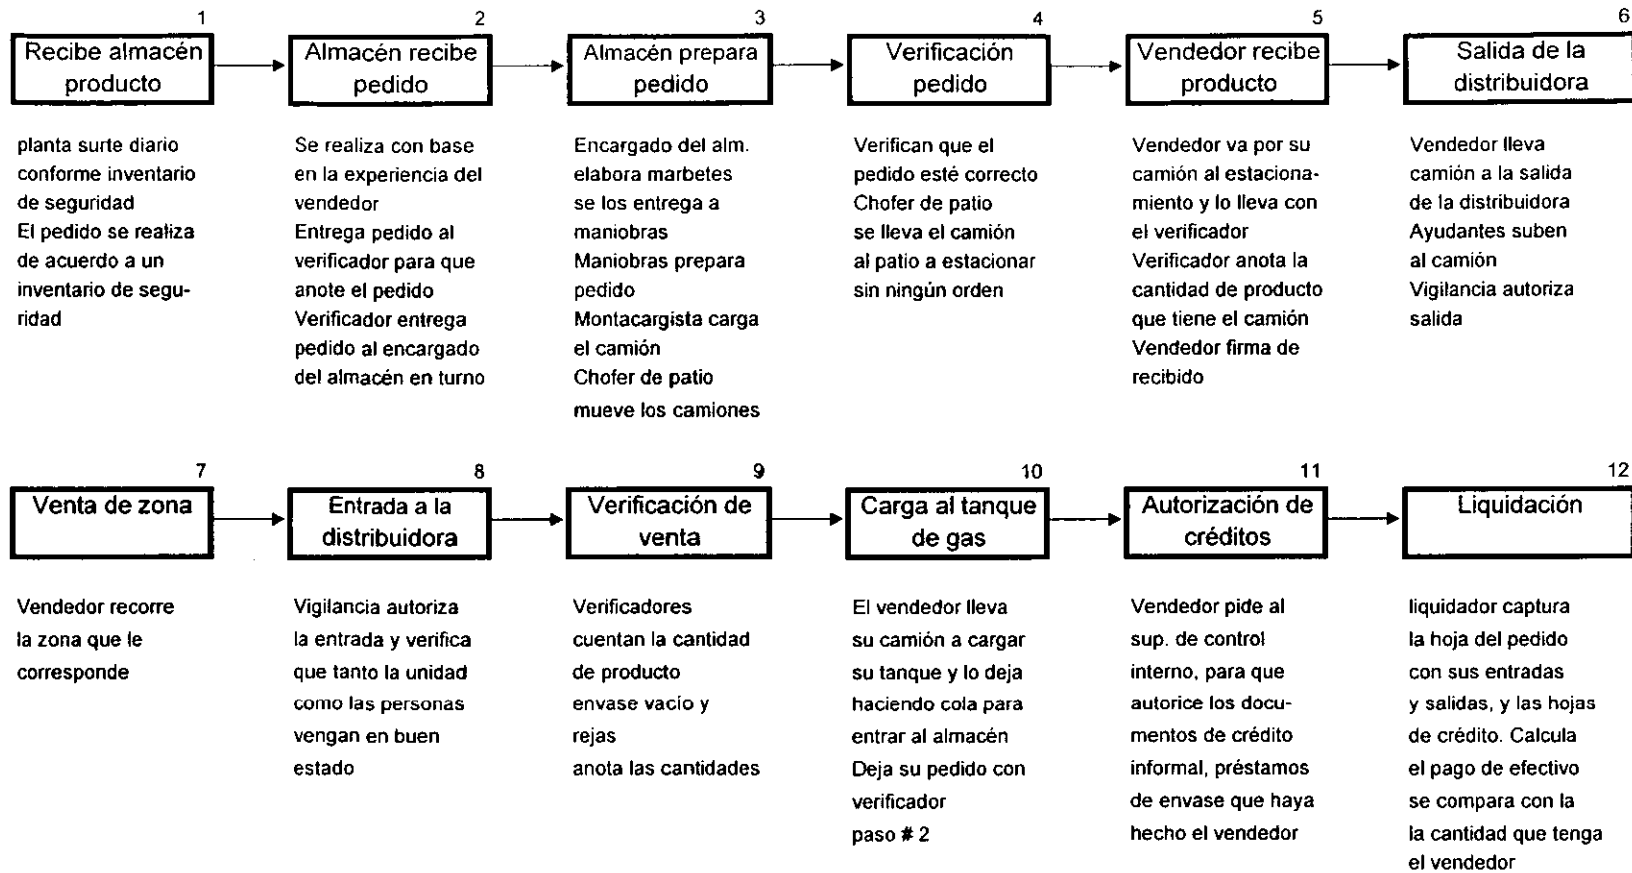 1
Recibe almacén
producto
planta surte diario
conforme inventario
de seguridad
El pedido se realiza
de acuerdo a un
inventario de segu-
ridad
2
Almacén recibe
pedido
Se realiza con base
en la experiencia del
vendedor
Entrega pedido al
verificador para que
anote el pedido
Verificador entrega
pedido al encargado
del almacén en turno
3
Almacén prepara
pedido
Encargado del alm.
elabora marbetes
se los entrega a
maniobras
Maniobras prepara
pedido
Montacargista carga
el camión
Chofer de patio
mueve los camiones
4
Verificación
pedido
Verifican que el
pedido esté correcto
Chofer de patio
se lleva el camión
al patio a estacionar
sin ningún orden
5
Vendedor recibe
producto
Vendedor va por su
camión al estaciona-
miento y lo lleva con
el verificador
Verificador anota la
cantidad de producto
que tiene el camión
Vendedor firma de
recibido
6
Salida de la
distribuidora
Vendedor lleva
camión a la salida
de la distribuidora
Ayudantes suben
al camión
Vigilancia autoriza
salida
7
Venta de zona
Vendedor recorre
la zona que le
corresponde
8
Entrada a la
distribuidora
Vigilancia autoriza
la entrada y verifica
que tanto la unidad
como las personas
vengan en buen
estado
9
Verificación de
venta
Verificadores
cuentan la cantidad
de producto
envase vacío y
rejas
anota las cantidades
10
Carga al tanque
de gas
El vendedor lleva
su camión a cargar
su tanque y lo deja
haciendo cola para
entrar al almacén
Deja su pedido con
verificador
paso # 2
11
Autorización de
créditos
Vendedor pide al
sup. de control
interno, para que
autorice los docu-
mentos de crédito
informal, préstamos
de envase que haya
hecho el vendedor
12
Liquidación
liquidador captura
la hoja del pedido
con sus entradas
y salidas, y las hojas
de crédito. Calcula
el pago de efectivo
se compara con la
la cantidad que tenga
el vendedor